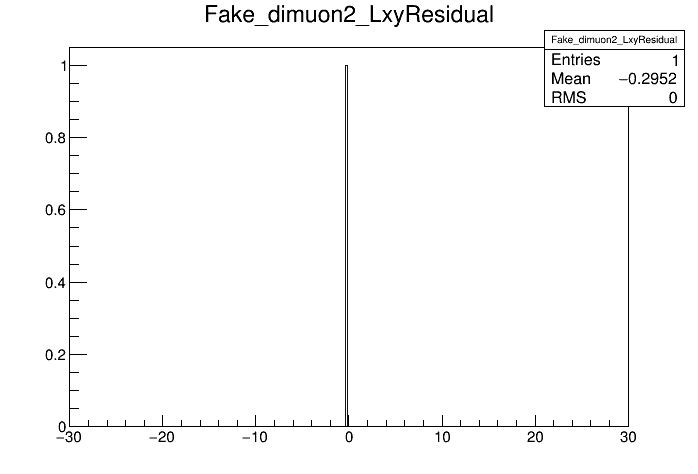 Fake_dimuon2_LxyResidual
Fake_dimuon2_LxyResidual
Entries 1
Mean −0.2952
RMS 0
1
0.8
0.6
0.4
0.2
0
−30 −20 −10 0 10 20 30